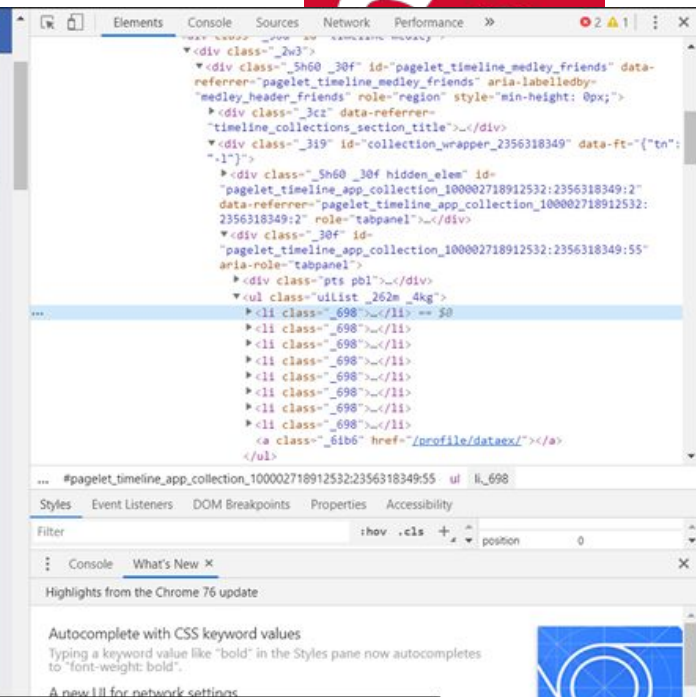 Elements Console Sources Network Performance » 2 1
▼<div class="_2w3">
▼<div class="_5h60 _30f" id="pagelet_timeline_medley_friends" data-
referrer="pagelet_timeline_medley_friends" aria-labelledby=
"medley_header_friends" role="region" style="min-height: 0px;">
▶<div class="_3cz" data-referrer=
"timeline_collections_section_title">…</div>
▼<div class="_3i9" id="collection_wrapper_2356318349" data-ft="{"tn":
"-l"}">
▶<div class="_5h60 _30f hidden_elem" id=
"pagelet_timeline_app_collection_100002718912532:2356318349:2"
data-referrer="pagelet_timeline_app_collection_100002718912532:
2356318349:2" role="tabpanel">…</div>
▼<div class="_30f" id=
"pagelet_timeline_app_collection_100002718912532:2356318349:55"
aria-role="tabpanel">
▶<div class="pts pbl">…</div>
▼<ul class="uiList _262m _4kg">
… ▶<li class="_698">…</li> == $0
▶<li class="_698">…</li>
▶<li class="_698">…</li>
▶<li class="_698">…</li>
▶<li class="_698">…</li>
▶<li class="_698">…</li>
▶<li class="_698">…</li>
▶<li class="_698">…</li>
<a class="_6ib6" href="/profile/dataex/"></a>
</ul>
… #pagelet_timeline_app_collection_100002718912532:2356318349:55 ul li._698
Styles Event Listeners DOM Breakpoints Properties Accessibility
Filter :hov .cls + position 0
Console What's New ×
Highlights from the Chrome 76 update
Autocomplete with CSS keyword values
Typing a keyword value like "bold" in the Styles pane now autocompletes
to "font-weight: bold".
A new UI for network settings